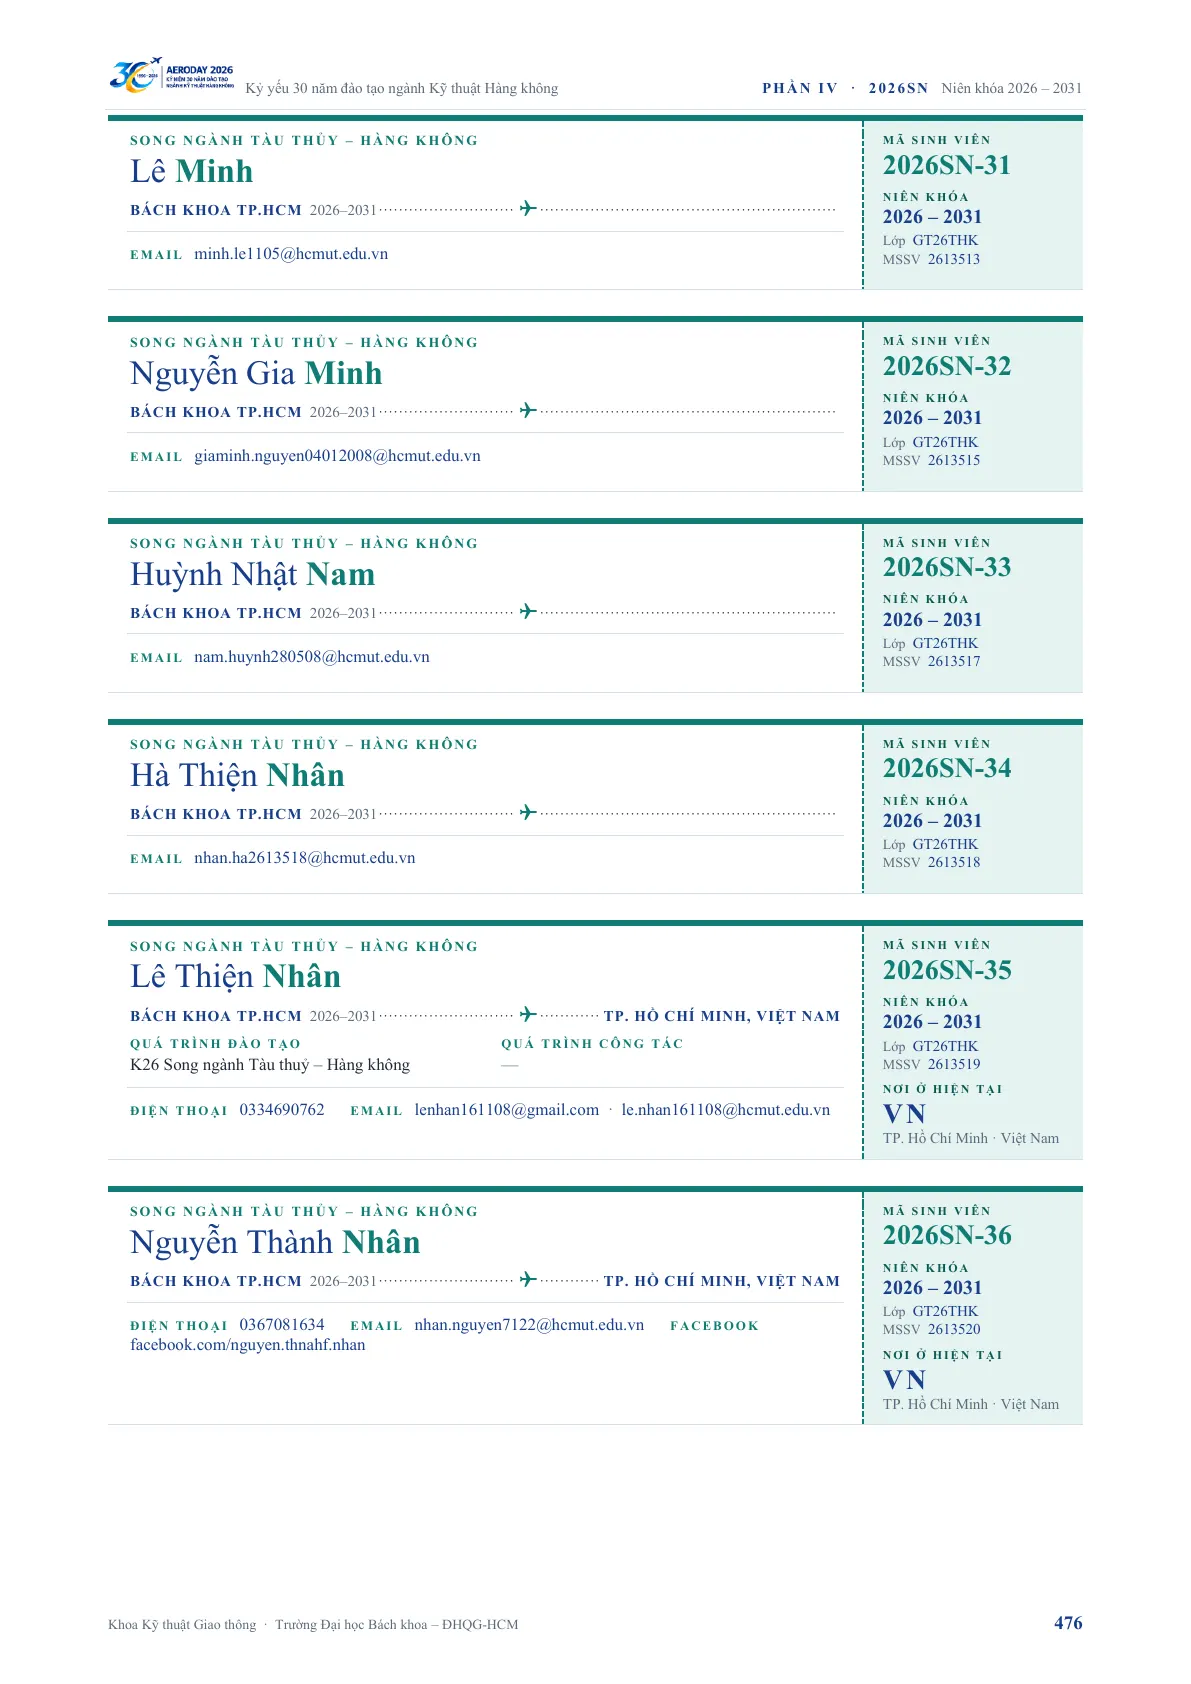 30 1996 - 2026 AERODAY 2026
KỶ NIỆM 30 NĂM ĐÀO TẠO
NGÀNH KỸ THUẬT HÀNG KHÔNG
Kỷ yếu 30 năm đào tạo ngành Kỹ thuật Hàng không
PHẦN IV · 2026SN Niên khóa 2026 – 2031
SONG NGÀNH TÀU THỦY – HÀNG KHÔNG
Lê Minh
BÁCH KHOA TP.HCM 2026–2031
EMAIL minh.le1105@hcmut.edu.vn
MÃ SINH VIÊN
2026SN-31
NIÊN KHÓA
2026 – 2031
Lớp GT26THK
MSSV 2613513
SONG NGÀNH TÀU THỦY – HÀNG KHÔNG
Nguyễn Gia Minh
BÁCH KHOA TP.HCM 2026–2031
EMAIL giaminh.nguyen04012008@hcmut.edu.vn
MÃ SINH VIÊN
2026SN-32
NIÊN KHÓA
2026 – 2031
Lớp GT26THK
MSSV 2613515
SONG NGÀNH TÀU THỦY – HÀNG KHÔNG
Huỳnh Nhật Nam
BÁCH KHOA TP.HCM 2026–2031
EMAIL nam.huynh280508@hcmut.edu.vn
MÃ SINH VIÊN
2026SN-33
NIÊN KHÓA
2026 – 2031
Lớp GT26THK
MSSV 2613517
SONG NGÀNH TÀU THỦY – HÀNG KHÔNG
Hà Thiện Nhân
BÁCH KHOA TP.HCM 2026–2031
EMAIL nhan.ha2613518@hcmut.edu.vn
MÃ SINH VIÊN
2026SN-34
NIÊN KHÓA
2026 – 2031
Lớp GT26THK
MSSV 2613518
SONG NGÀNH TÀU THỦY – HÀNG KHÔNG
Lê Thiện Nhân
BÁCH KHOA TP.HCM 2026–2031 TP. HỒ CHÍ MINH, VIỆT NAM
QUÁ TRÌNH ĐÀO TẠO
K26 Song ngành Tàu thuỷ – Hàng không
QUÁ TRÌNH CÔNG TÁC
—
ĐIỆN THOẠI 0334690762 EMAIL lenhan161108@gmail.com · le.nhan161108@hcmut.edu.vn
MÃ SINH VIÊN
2026SN-35
NIÊN KHÓA
2026 – 2031
Lớp GT26THK
MSSV 2613519
NƠI Ở HIỆN TẠI
VN
TP. Hồ Chí Minh · Việt Nam
SONG NGÀNH TÀU THỦY – HÀNG KHÔNG
Nguyễn Thành Nhân
BÁCH KHOA TP.HCM 2026–2031 TP. HỒ CHÍ MINH, VIỆT NAM
ĐIỆN THOẠI 0367081634 EMAIL nhan.nguyen7122@hcmut.edu.vn FACEBOOK
facebook.com/nguyen.thnahf.nhan
MÃ SINH VIÊN
2026SN-36
NIÊN KHÓA
2026 – 2031
Lớp GT26THK
MSSV 2613520
NƠI Ở HIỆN TẠI
VN
TP. Hồ Chí Minh · Việt Nam
Khoa Kỹ thuật Giao thông · Trường Đại học Bách khoa – ĐHQG-HCM
476